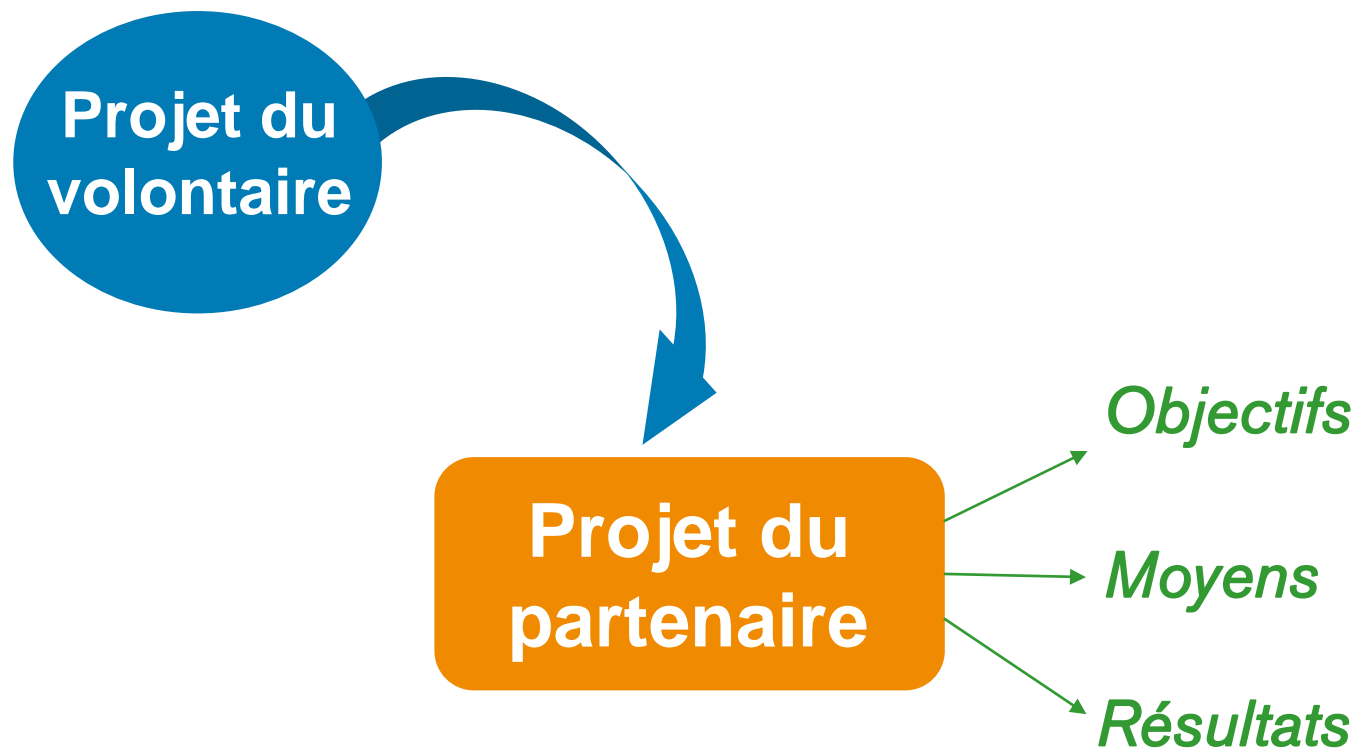 Projet du
volontaire
Projet du
partenaire
Objectifs
Moyens
Résultats